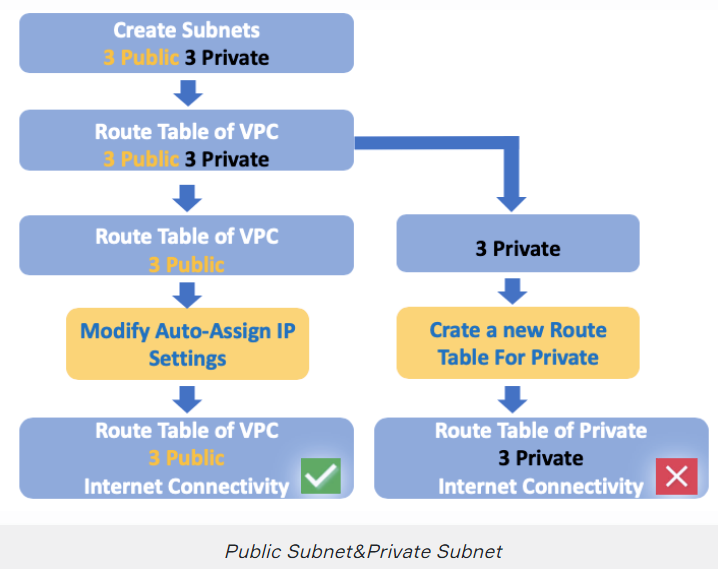 Create Subnets
3 Public 3 Private
Route Table of VPC
3 Public 3 Private
Route Table of VPC
3 Public
3 Private
Modify Auto-Assign IP
Settings
Crate a new Route
Table For Private
Route Table of VPC
3 Public
Internet Connectivity
Route Table of Private
3 Private
Internet Connectivity
Public Subnet&Private Subnet